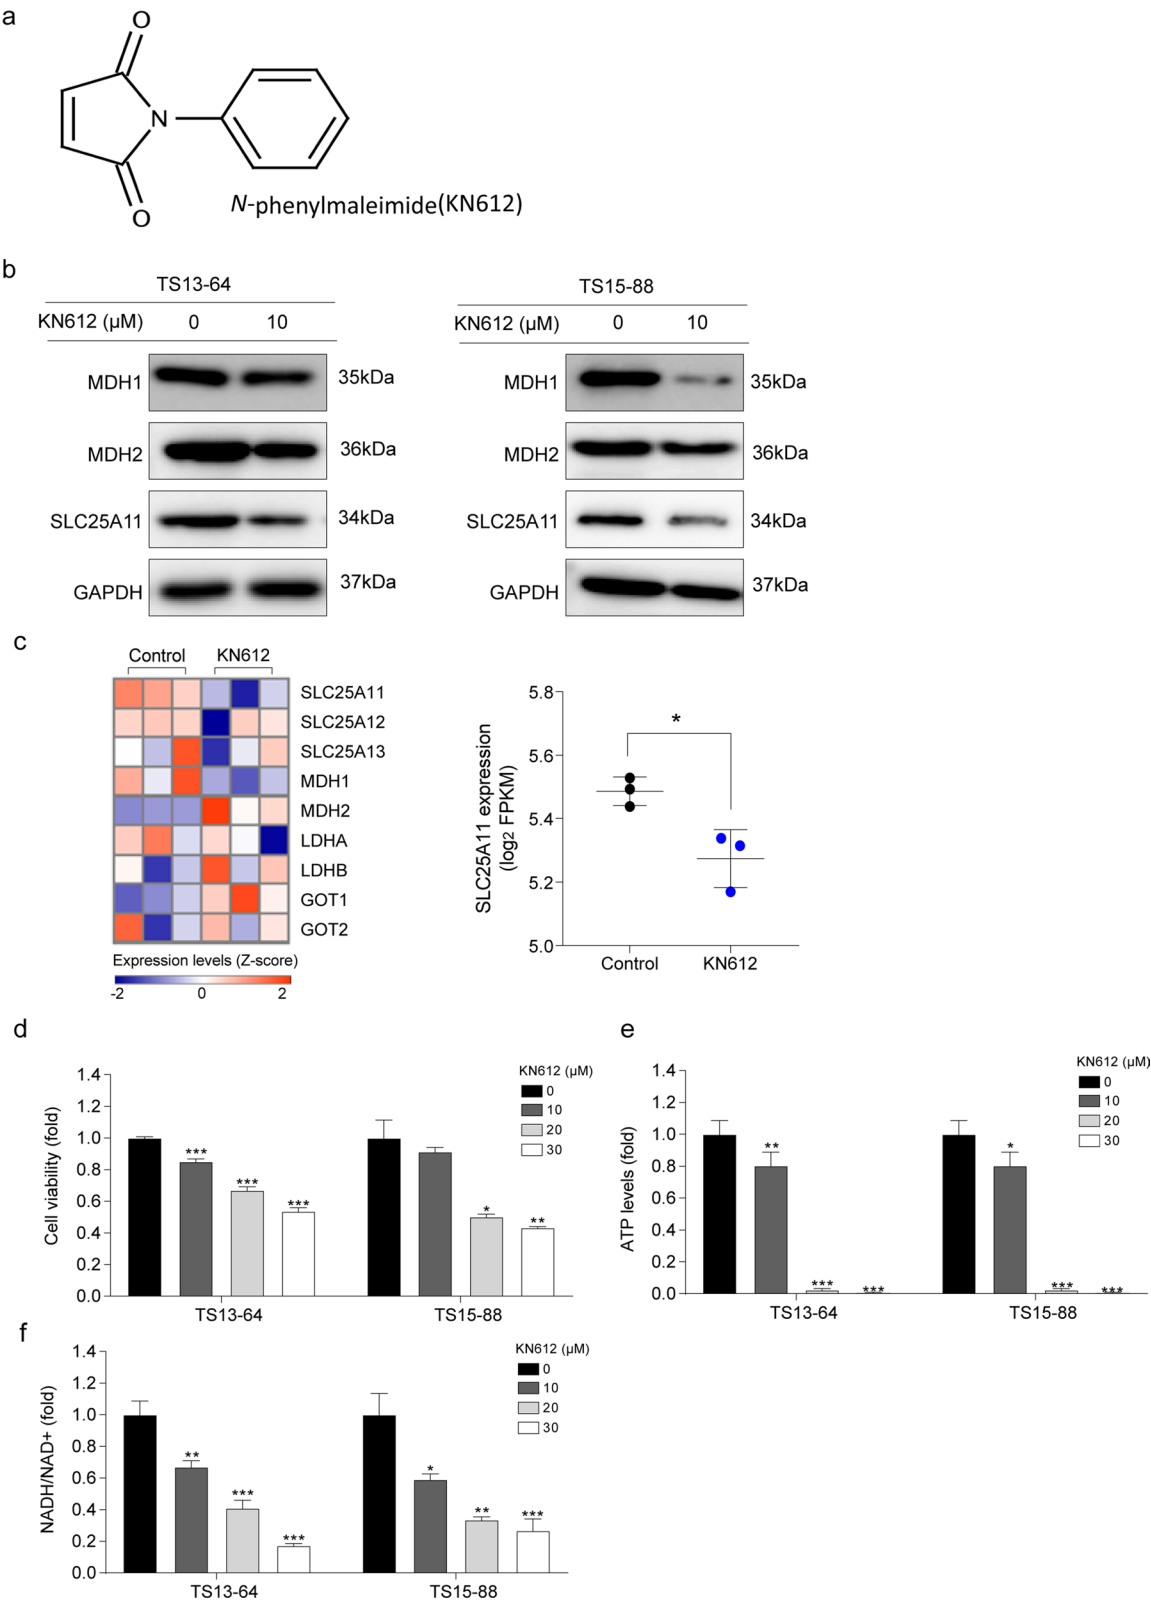 a
O
N
O
N-phenylmaleimide(KN612)
b
TS13-64
KN612 (μM) 0 10
MDH1 35kDa
MDH2 36kDa
SLC25A11 34kDa
GAPDH 37kDa
TS15-88
KN612 (μM) 0 10
MDH1 35kDa
MDH2 36kDa
SLC25A11 34kDa
GAPDH 37kDa
c
Control KN612
SLC25A11
SLC25A12
SLC25A13
MDH1
MDH2
LDHA
LDHB
GOT1
GOT2
Expression levels (Z-score)
-2 0 2
SLC25A11 expression
(log2 FPKM)
5.8
5.6
5.4
5.2
5.0
*
Control KN612
d
Cell viability (fold)
1.4
1.2
1.0
0.8
0.6
0.4
0.2
0.0
*** *** *** * **
KN612 (μM)
0
10
20
30
TS13-64 TS15-88
e
ATP levels (fold)
1.4
1.2
1.0
0.8
0.6
0.4
0.2
0.0
** *** *** * *** ***
KN612 (μM)
0
10
20
30
TS13-64 TS15-88
f
NADH/NAD+ (fold)
1.4
1.2
1.0
0.8
0.6
0.4
0.2
0.0
** *** *** * ** ***
KN612 (μM)
0
10
20
30
TS13-64 TS15-88